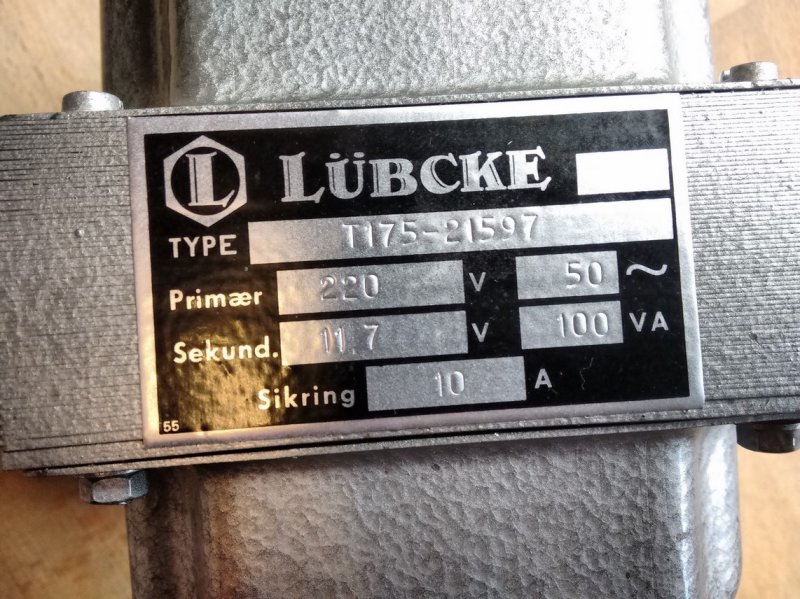 L LÜBCKE
TYPE T175-21597
Primær 220 V 50 ~
Sekund. 11.7 V 100 VA
Sikring 10 A
55